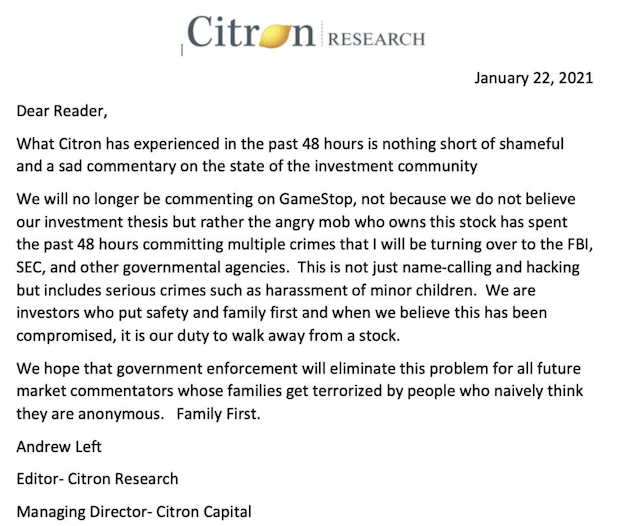 Citron RESEARCH
January 22, 2021
Dear Reader,
What Citron has experienced in the past 48 hours is nothing short of shameful
and a sad commentary on the state of the investment community
We will no longer be commenting on GameStop, not because we do not believe
our investment thesis but rather the angry mob who owns this stock has spent
the past 48 hours committing multiple crimes that I will be turning over to the FBI,
SEC, and other governmental agencies.  This is not just name-calling and hacking
but includes serious crimes such as harassment of minor children.  We are
investors who put safety and family first and when we believe this has been
compromised, it is our duty to walk away from a stock.
We hope that government enforcement will eliminate this problem for all future
market commentators whose families get terrorized by people who naively think
they are anonymous.   Family First.
Andrew Left
Editor- Citron Research
Managing Director- Citron Capital